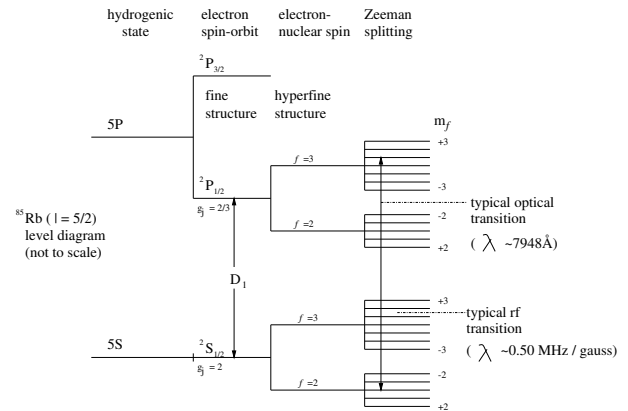 hydrogenic state
electron spin-orbit
electron-nuclear spin
Zeeman splitting
²P₃/₂
fine structure
hyperfine structure
5P
m_f
+3
f =3
-3
²P₁/₂
g_j = 2/3
typical optical transition
( λ ~7948Å)
-2
f =2
+2
⁸⁵Rb ( I = 5/2)
level diagram
(not to scale)
D₁
+3
f =3
typical rf transition
( λ ~0.50 MHz / gauss)
-3
5S
²S₁/₂
g_j = 2
-2
f =2
+2